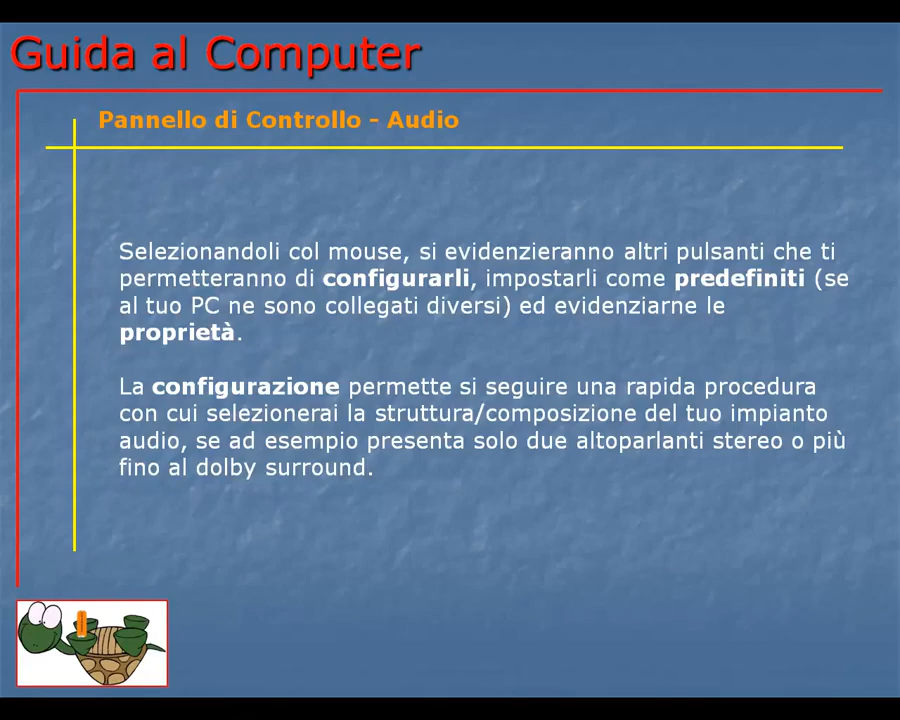 Guida al Computer
Pannello di Controllo - Audio
Selezionandoli col mouse, si evidenzieranno altri pulsanti che ti
permetteranno di configurarli, impostarli come predefiniti (se
al tuo PC ne sono collegati diversi) ed evidenziarne le
proprietà.
La configurazione permette si seguire una rapida procedura
con cui selezionerai la struttura/composizione del tuo impianto
audio, se ad esempio presenta solo due altoparlanti stereo o più
fino al dolby surround.